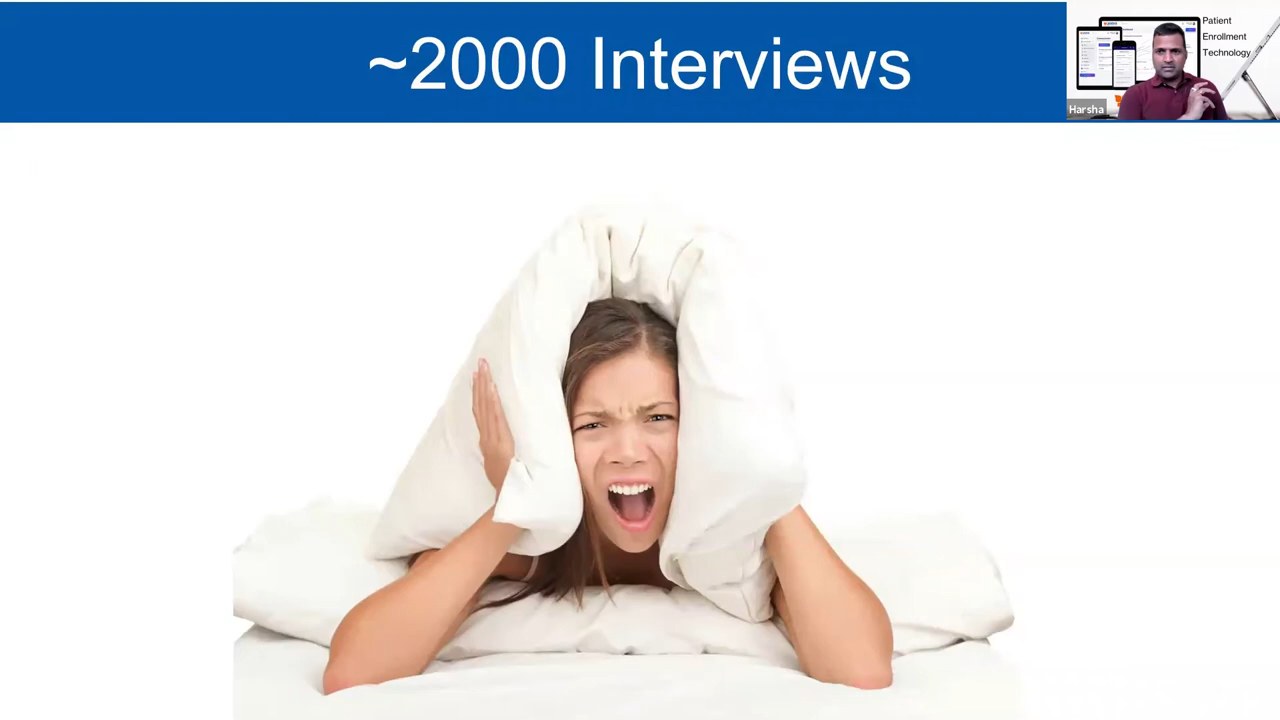 ~2000 Interviews
Patient
Enrollment
Technology
Harsha